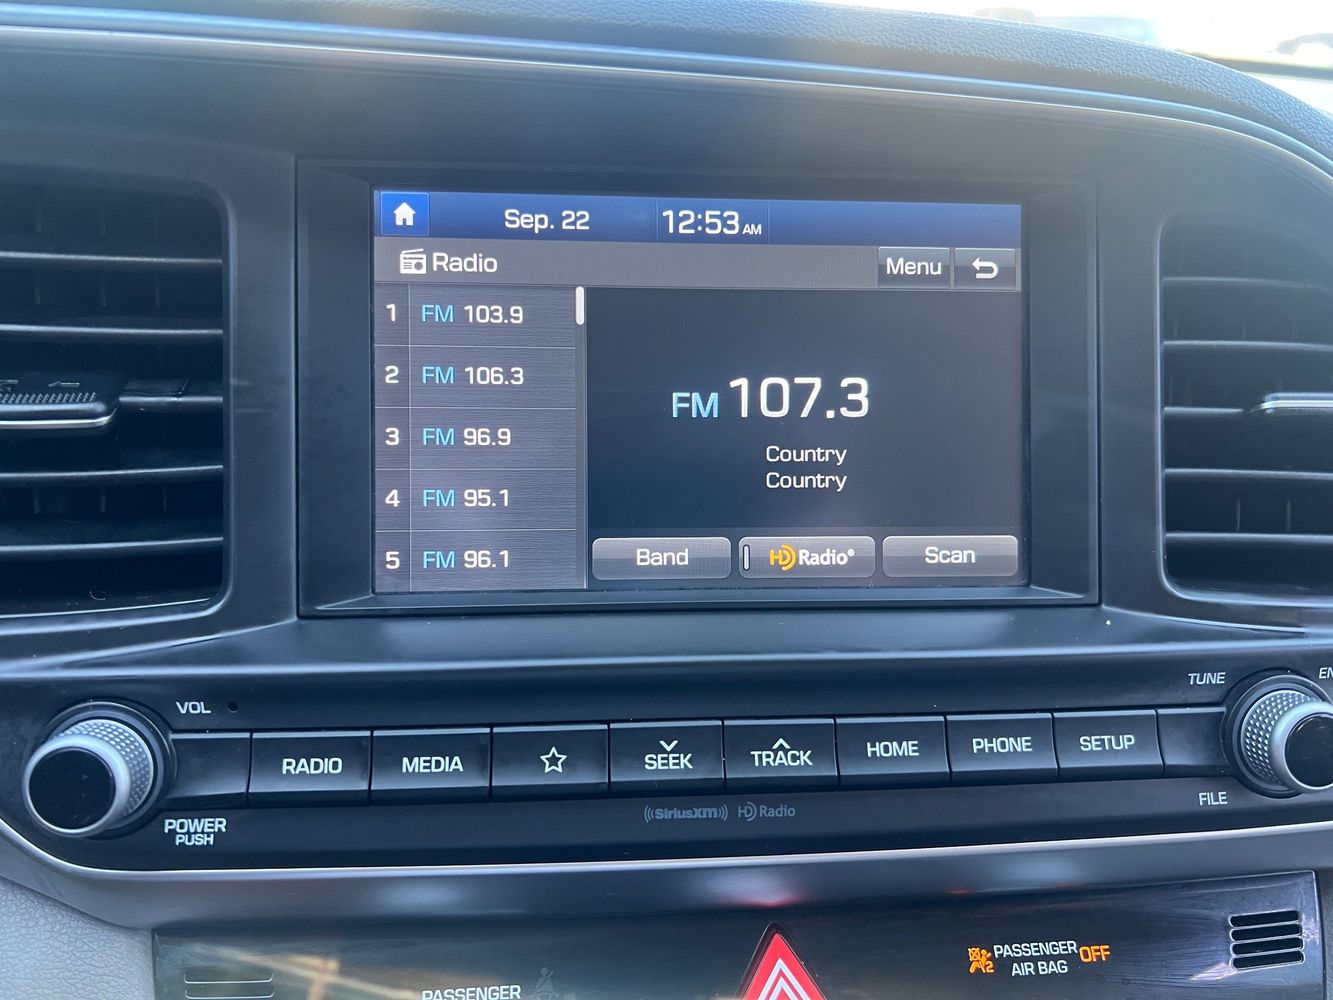 Sep. 22 12:53 AM
Radio Menu
1 FM 103.9
2 FM 106.3
3 FM 96.9
4 FM 95.1
5 FM 96.1
FM 107.3
Country
Country
Band HD Radio® Scan
VOL
TUNE
RADIO MEDIA SEEK TRACK HOME PHONE SETUP
POWER
PUSH
((SiriusXM)) HD Radio
FILE
PASSENGER
AIR BAG
OFF
2
PASSENGER